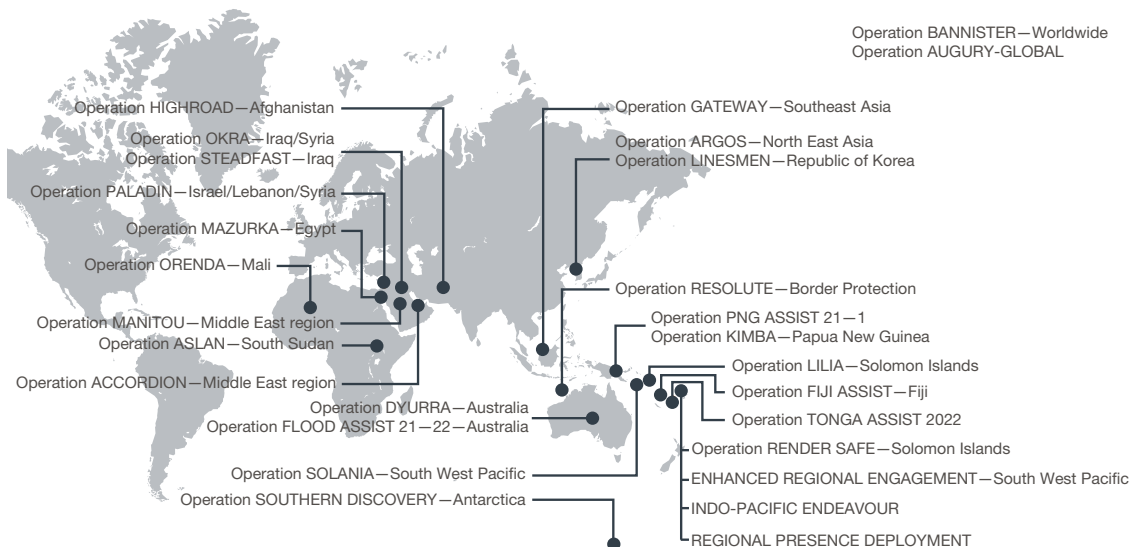 Operation BANNISTER—Worldwide
Operation AUGURY-GLOBAL
Operation HIGHROAD—Afghanistan
Operation OKRA—Iraq/Syria
Operation STEADFAST—Iraq
Operation PALADIN—Israel/Lebanon/Syria
Operation MAZURKA—Egypt
Operation ORENDA—Mali
Operation MANITOU—Middle East region
Operation ASLAN—South Sudan
Operation ACCORDION—Middle East region
Operation DYURRA—Australia
Operation FLOOD ASSIST 21—22—Australia
Operation SOLANIA—South West Pacific
Operation SOUTHERN DISCOVERY—Antarctica
Operation GATEWAY—Southeast Asia
Operation ARGOS—North East Asia
Operation LINESMEN—Republic of Korea
Operation RESOLUTE—Border Protection
Operation PNG ASSIST 21—1
Operation KIMBA—Papua New Guinea
Operation LILIA—Solomon Islands
Operation FIJI ASSIST—Fiji
Operation TONGA ASSIST 2022
Operation RENDER SAFE—Solomon Islands
ENHANCED REGIONAL ENGAGEMENT—South West Pacific
INDO-PACIFIC ENDEAVOUR
REGIONAL PRESENCE DEPLOYMENT